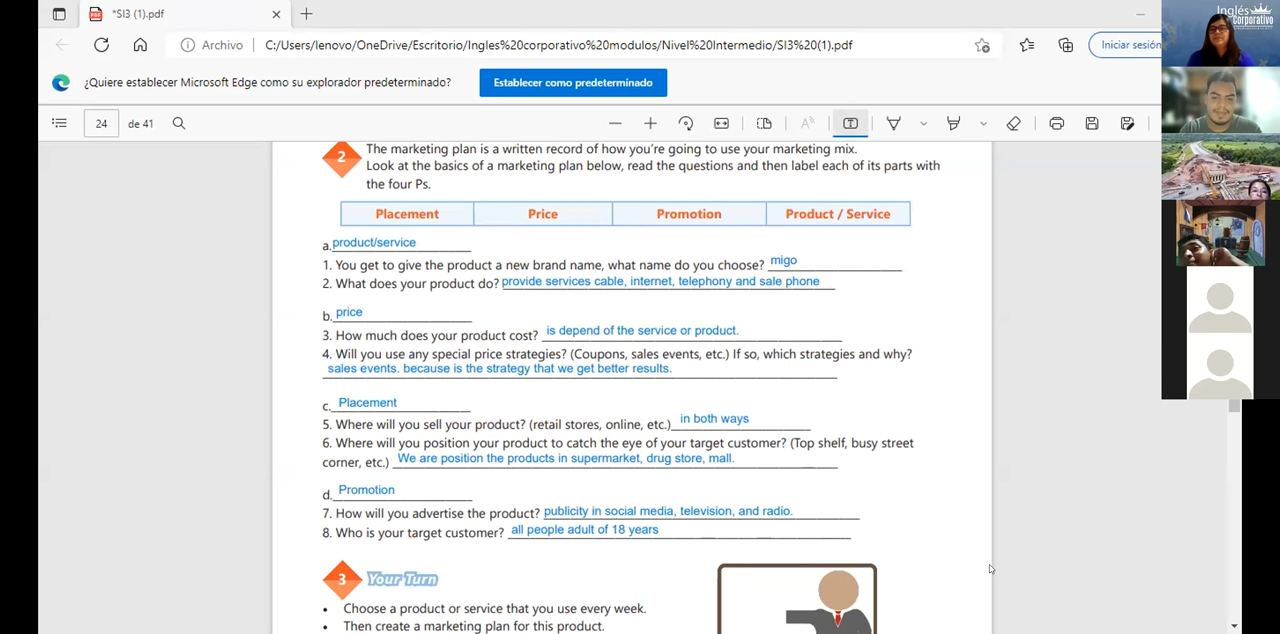 *SI3 (1).pdf
Inglés
Corporativo
Archivo C:/Users/lenovo/OneDrive/Escritorio/Ingles%20corporativo%20modulos/Nivel%20Intermedio/SI3%20(1).pdf
Iniciar sesión
¿Quiere establecer Microsoft Edge como su explorador predeterminado? Establecer como predeterminado
24 de 41
2 The marketing plan is a written record of how you're going to use your marketing mix.
Look at the basics of a marketing plan below, read the questions and then label each of its parts with
the four Ps.
Placement Price Promotion Product / Service
a. product/service
1. You get to give the product a new brand name, what name do you choose? migo
2. What does your product do? provide services cable, internet, telephony and sale phone
b. price
3. How much does your product cost? is depend of the service or product.
4. Will you use any special price strategies? (Coupons, sales events, etc.) If so, which strategies and why?
sales events. because is the strategy that we get better results.
c. Placement
5. Where will you sell your product? (retail stores, online, etc.) in both ways
6. Where will you position your product to catch the eye of your target customer? (Top shelf, busy street
corner, etc.) We are position the products in supermarket, drug store, mall.
d. Promotion
7. How will you advertise the product? publicity in social media, television, and radio.
8. Who is your target customer? all people adult of 18 years
3 Your Turn
• Choose a product or service that you use every week.
• Then create a marketing plan for this product.